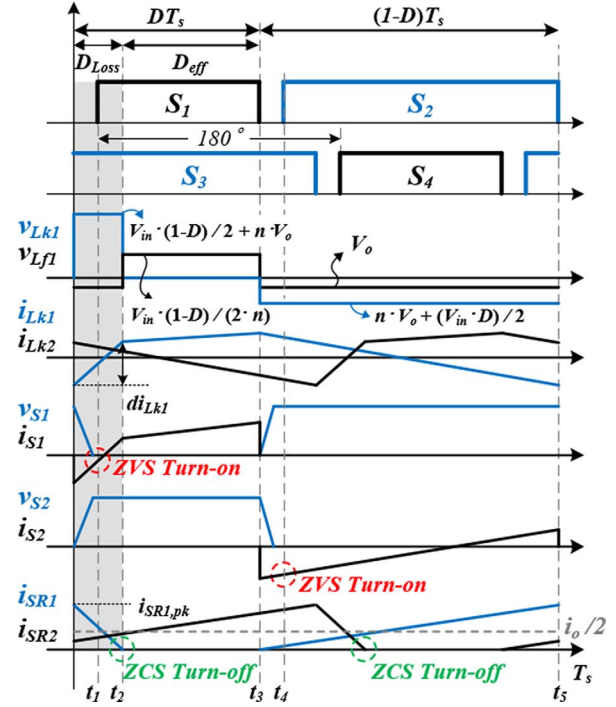 DTs (1-D)Ts
DLoss Deff
S1 S2
180°
S3 S4
vLk1
Vin·(1-D)/2+n·Vo
vLf1 Vo
Vin·(1-D)/(2·n)
iLk1 n·Vo+(Vin·D)/2
iLk2
diLk1
vS1
iS1
ZVS Turn-on
vS2
iS2
ZVS Turn-on
iSR1 iSR1,pk
iSR2 io/2
ZCS Turn-off ZCS Turn-off Ts
t1 t2 t3 t4 t5